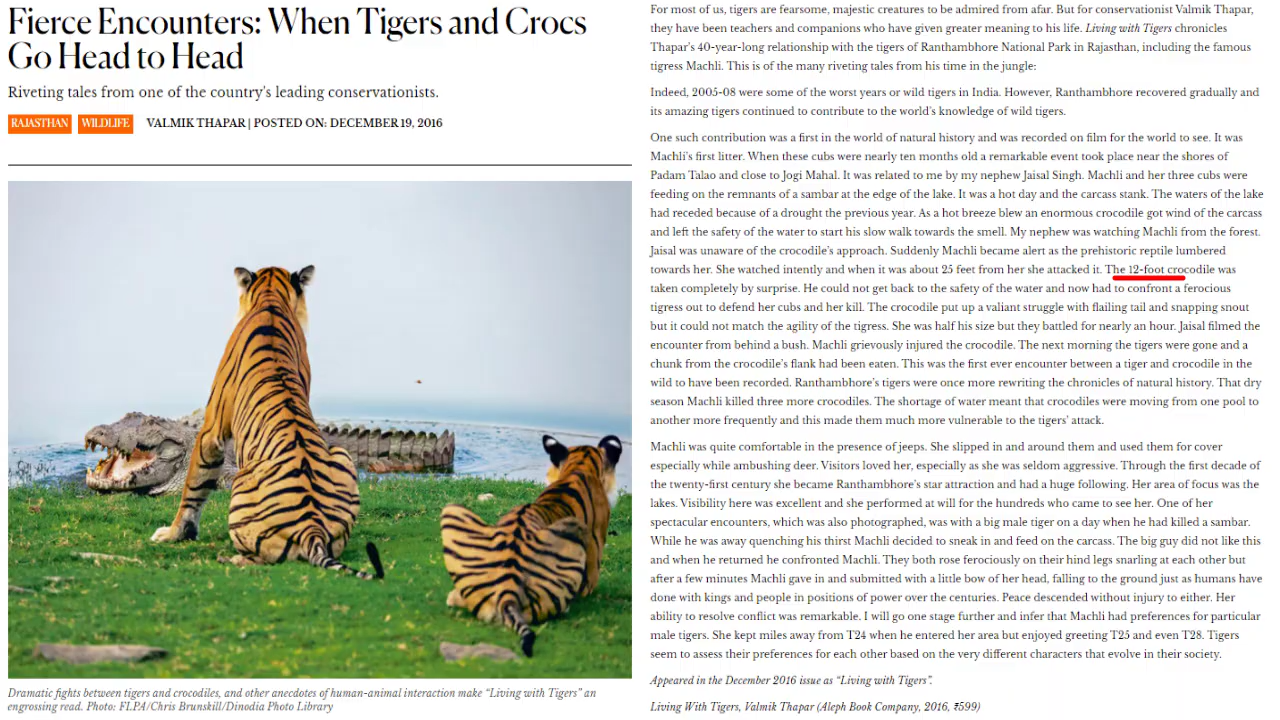 Fierce Encounters: When Tigers and Crocs
Go Head to Head
Riveting tales from one of the country's leading conservationists.
RAJASTHAN WILDLIFE VALMIK THAPAR | POSTED ON: DECEMBER 19, 2016
Dramatic fights between tigers and crocodiles, and other anecdotes of human-animal interaction make “Living with Tigers” an
engrossing read. Photo: FLPA/Chris Brunskill/Dinodia Photo Library
For most of us, tigers are fearsome, majestic creatures to be admired from afar. But for conservationist Valmik Thapar,
they have been teachers and companions who have given greater meaning to his life. Living with Tigers chronicles
Thapar's 40-year-long relationship with the tigers of Ranthambhore National Park in Rajasthan, including the famous
tigress Machli. This is of the many riveting tales from his time in the jungle:
Indeed, 2005-08 were some of the worst years or wild tigers in India. However, Ranthambhore recovered gradually and
its amazing tigers continued to contribute to the world's knowledge of wild tigers.
One such contribution was a first in the world of natural history and was recorded on film for the world to see. It was
Machli's first litter. When these cubs were nearly ten months old a remarkable event took place near the shores of
Padam Talao and close to Jogi Mahal. It was related to me by my nephew Jaisal Singh. Machli and her three cubs were
feeding on the remnants of a sambar at the edge of the lake. It was a hot day and the carcass stank. The waters of the lake
had receded because of a drought the previous year. As a hot breeze blew an enormous crocodile got wind of the carcass
and left the safety of the water to start his slow walk towards the smell. My nephew was watching Machli from the forest.
Jaisal was unaware of the crocodile's approach. Suddenly Machli became alert as the prehistoric reptile lumbered
towards her. She watched intently and when it was about 25 feet from her she attacked it. The 12-foot crocodile was
taken completely by surprise. He could not get back to the safety of the water and now had to confront a ferocious
tigress out to defend her cubs and her kill. The crocodile put up a valiant struggle with flailing tail and snapping snout
but it could not match the agility of the tigress. She was half his size but they battled for nearly an hour. Jaisal filmed the
encounter from behind a bush. Machli grievously injured the crocodile. The next morning the tigers were gone and a
chunk from the crocodile's flank had been eaten. This was the first ever encounter between a tiger and crocodile in the
wild to have been recorded. Ranthambhore's tigers were once more rewriting the chronicles of natural history. That dry
season Machli killed three more crocodiles. The shortage of water meant that crocodiles were moving from one pool to
another more frequently and this made them much more vulnerable to the tigers' attack.
Machli was quite comfortable in the presence of jeeps. She slipped in and around them and used them for cover
especially while ambushing deer. Visitors loved her, especially as she was seldom aggressive. Through the first decade of
the twenty-first century she became Ranthambhore's star attraction and had a huge following. Her area of focus was the
lakes. Visibility here was excellent and she performed at will for the hundreds who came to see her. One of her
spectacular encounters, which was also photographed, was with a big male tiger on a day when he had killed a sambar.
While he was away quenching his thirst Machli decided to sneak in and feed on the carcass. The big guy did not like this
and when he returned he confronted Machli. They both rose ferociously on their hind legs snarling at each other but
after a few minutes Machli gave in and submitted with a little bow of her head, falling to the ground just as humans have
done with kings and people in positions of power over the centuries. Peace descended without injury to either. Her
ability to resolve conflict was remarkable. I will go one stage further and infer that Machli had preferences for particular
male tigers. She kept miles away from T24 when he entered her area but enjoyed greeting T25 and even T28. Tigers
seem to assess their preferences for each other based on the very different characters that evolve in their society.
Appeared in the December 2016 issue as “Living with Tigers”.
Living With Tigers, Valmik Thapar (Aleph Book Company, 2016, ₹599)